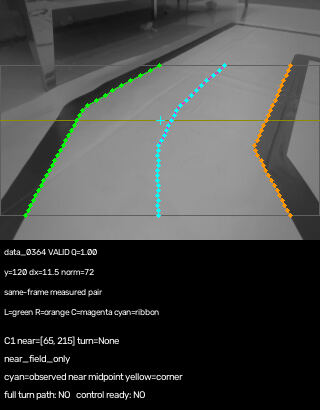 data_0364 VALID Q=1.00
y=120 dx=11.5 norm=72
same-frame measured pair
L=green R=orange C=magenta cyan=ribbon
C1 near=[65, 215] turn=None
near_field_only
cyan=observed near midpoint yellow=corner
full turn path: NO control ready: NO